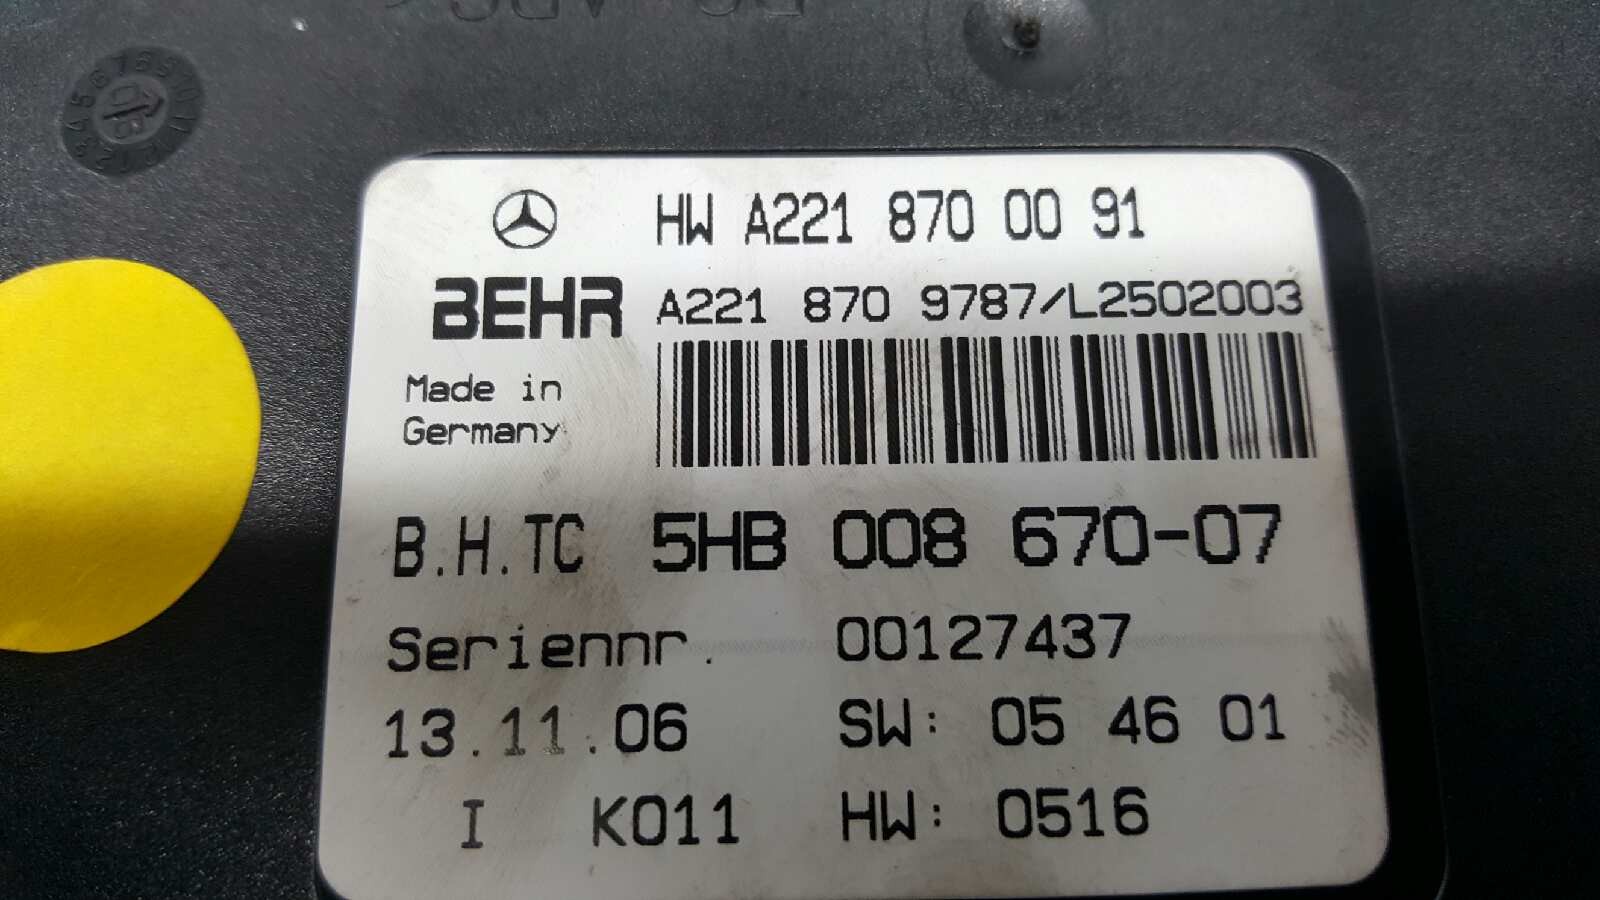 HW A221 870 00 91
BEHR A221 870 9787/L2502003
Made in
Germany
B.H.TC 5HB 008 670-07
Seriennr. 00127437
13.11.06 SW: 05 46 01
I K011 HW: 0516